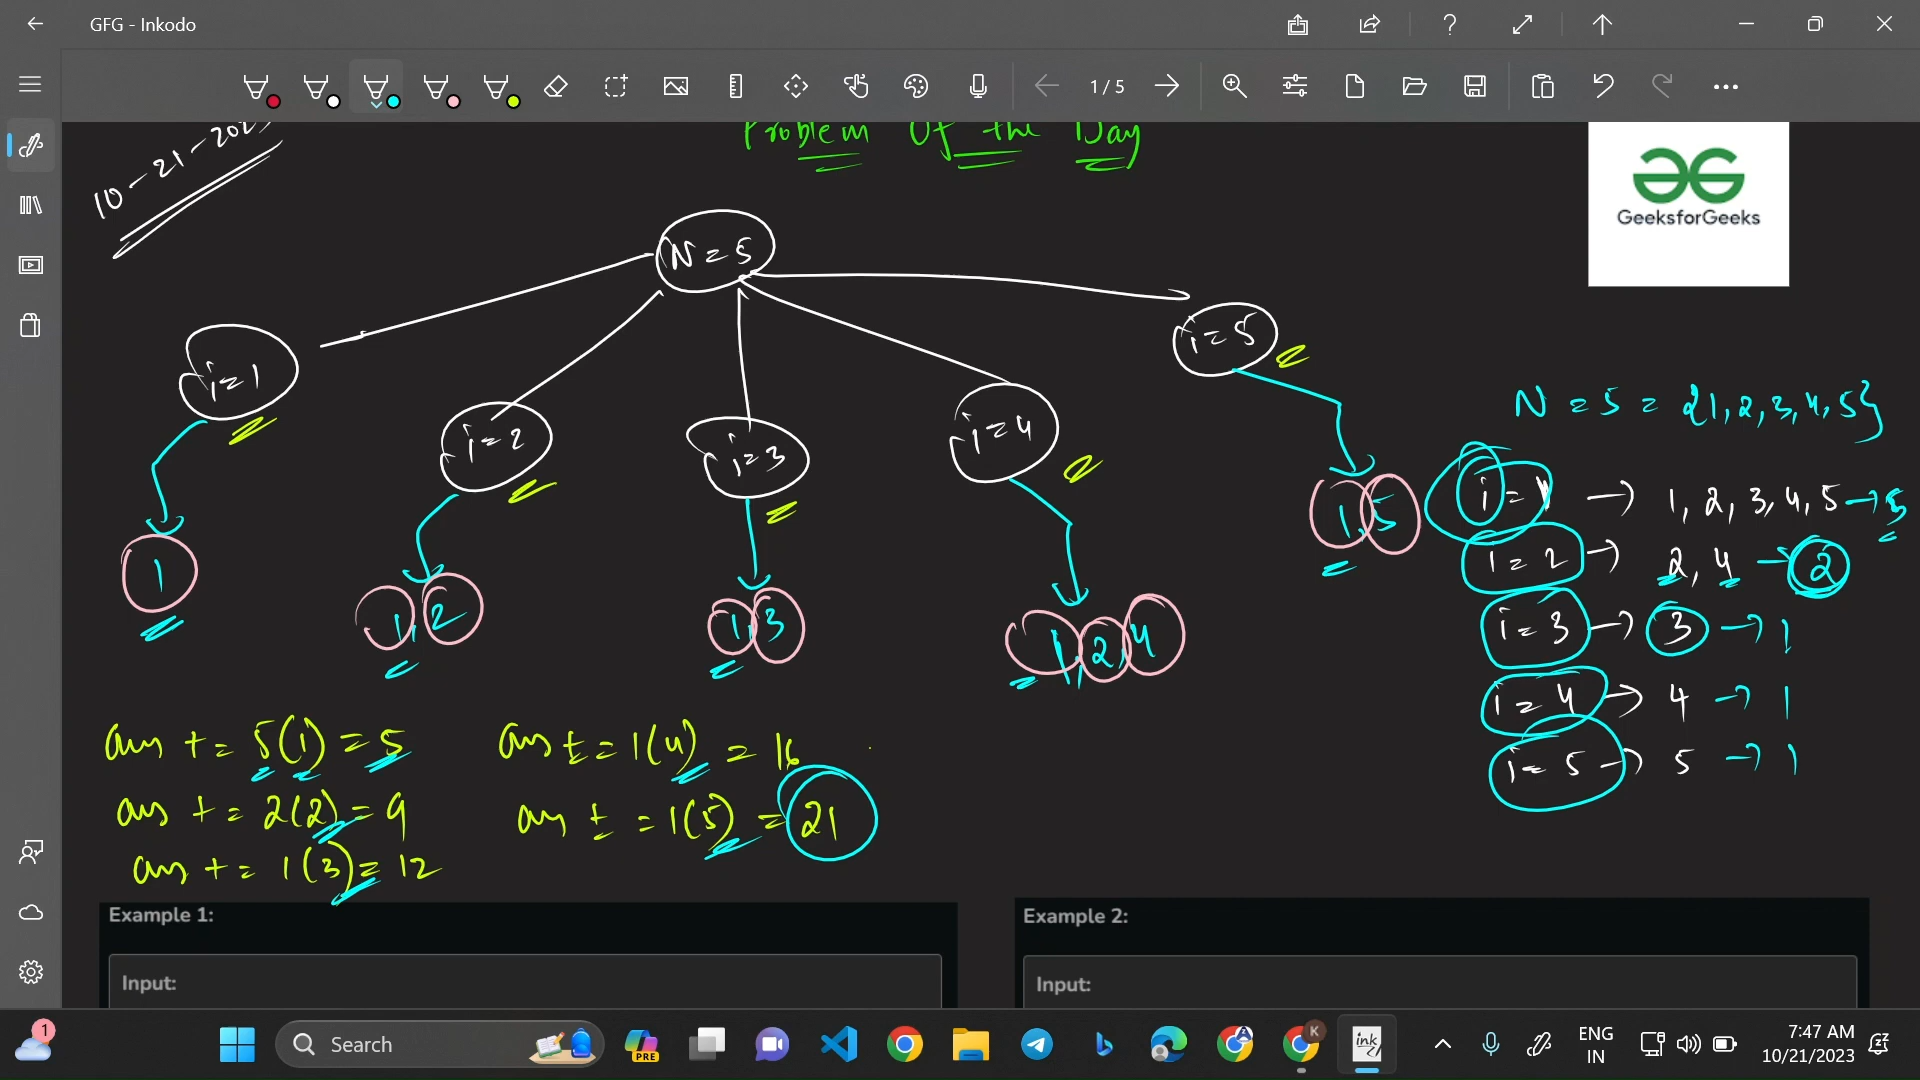 GFG - Inkodo
1 / 5
10-21-202
Problem Of the Day
GeeksforGeeks
N = 5
i=1
i=2
i=3
i=4
i=5
1
1, 2
1, 3
1, 2, 4
1, 5
N = 5 = {1, 2, 3, 4, 5}
i = 1 → 1, 2, 3, 4, 5 → 5
i = 2 → 2, 4 → 2
i = 3 → 3 → 1
i = 4 → 4 → 1
i = 5 → 5 → 1
ans += 5(1) = 5
ans += 2(2) = 9
ans += 1(3) = 12
ans += 1(4) = 16
ans += 1(5) = 21
Example 1:
Input:
Example 2:
Input:
1
Search
PRE
K
ink
ENG
IN
7:47 AM
10/21/2023